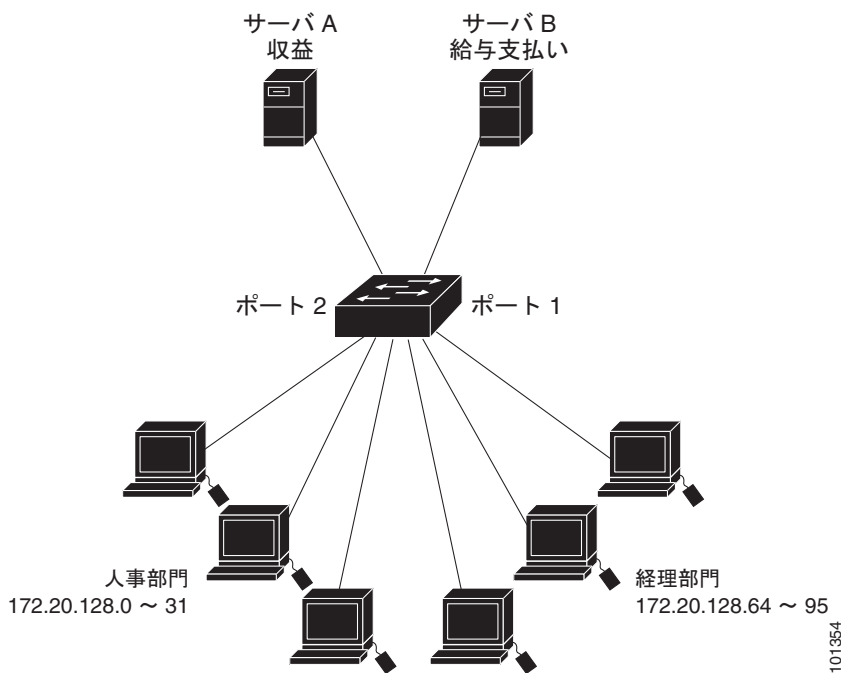 サーバ A
収益
サーバ B
給与支払い
ポート 2
ポート 1
人事部門
172.20.128.0 ～ 31
経理部門
172.20.128.64 ～ 95
101354